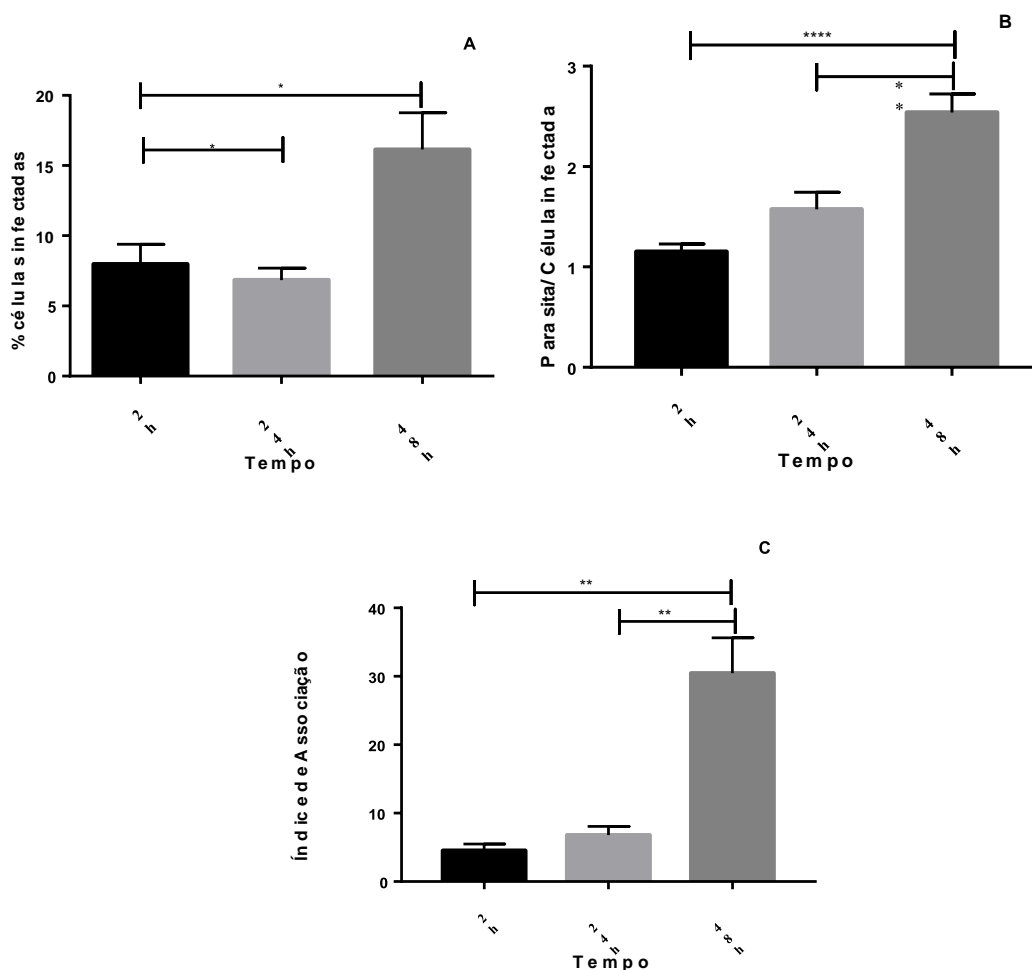 A
*
*
20
15
10
5
0
% células infectadas
2h
24h
48h
Tempo
B
****
*
*
3
2
1
0
Parasita/Célula infectada
2h
24h
48h
Tempo
C
**
**
40
30
20
10
0
Índice de Associação
2h
24h
48h
Tempo